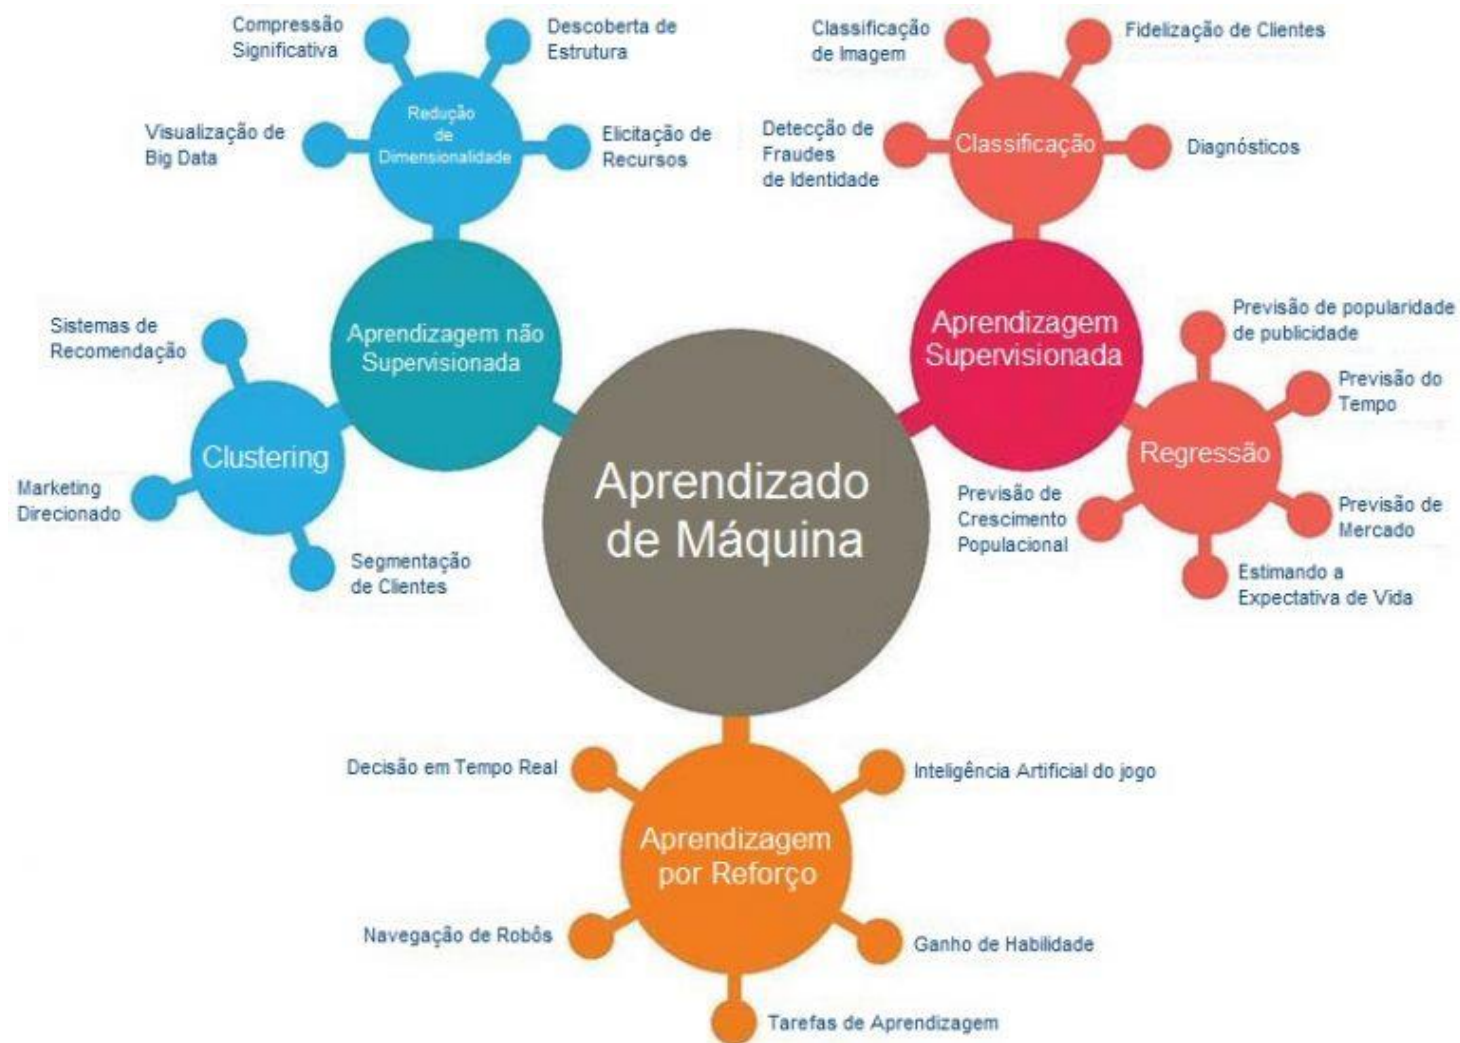 Compressão
Significativa
Descoberta de
Estrutura
Visualização de
Big Data
Redução
de
Dimensionalidade
Elicitação de
Recursos
Classificação
de Imagem
Fidelização de Clientes
Detecção de
Fraudes
de Identidade
Classificação
Diagnósticos
Aprendizagem não
Supervisionada
Sistemas de
Recomendação
Clustering
Marketing
Direcionado
Segmentação
de Clientes
Aprendizagem
Supervisionada
Previsão de popularidade
de publicidade
Previsão do
Tempo
Regressão
Previsão de
Crescimento
Populacional
Previsão de
Mercado
Estimando a
Expectativa de Vida
Aprendizado
de Máquina
Decisão em Tempo Real
Inteligência Artificial do jogo
Aprendizagem
por Reforço
Navegação de Robôs
Ganho de Habilidade
Tarefas de Aprendizagem